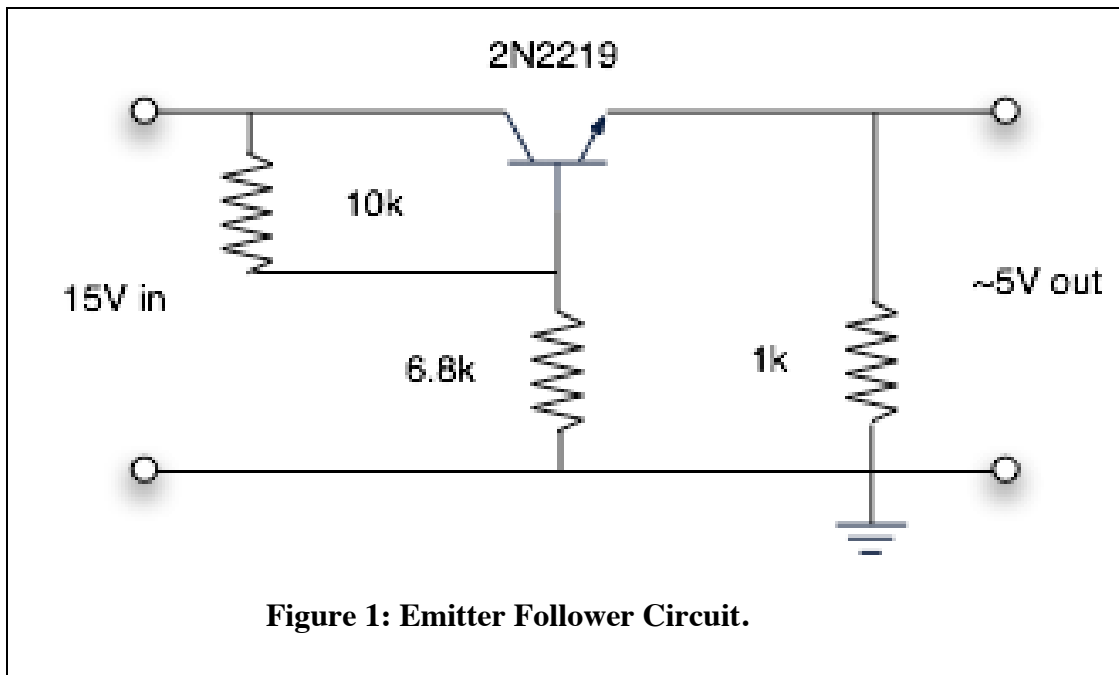 2N2219
10k
15V in
~5V out
6.8k
1k
Figure 1: Emitter Follower Circuit.